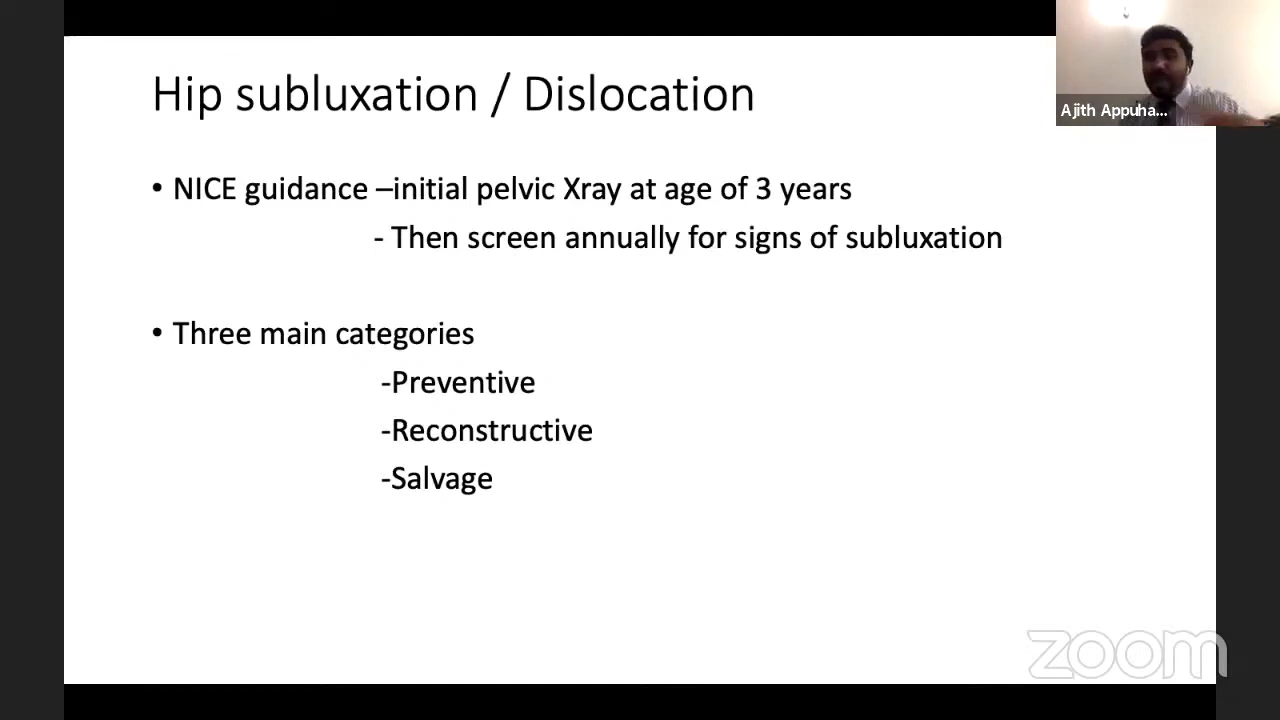 Hip subluxation / Dislocation
Ajith Appuha...
• NICE guidance –initial pelvic Xray at age of 3 years
- Then screen annually for signs of subluxation
• Three main categories
-Preventive
-Reconstructive
-Salvage
zoom